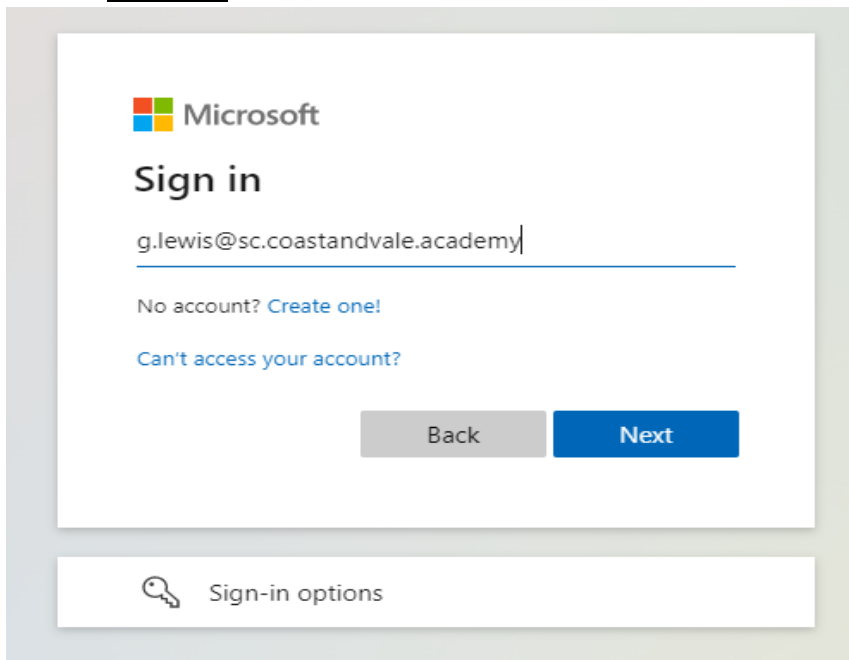 Microsoft
Sign in
g.lewis@sc.coastandvale.academy
No account? Create one!
Can't access your account?
Back Next
Sign-in options